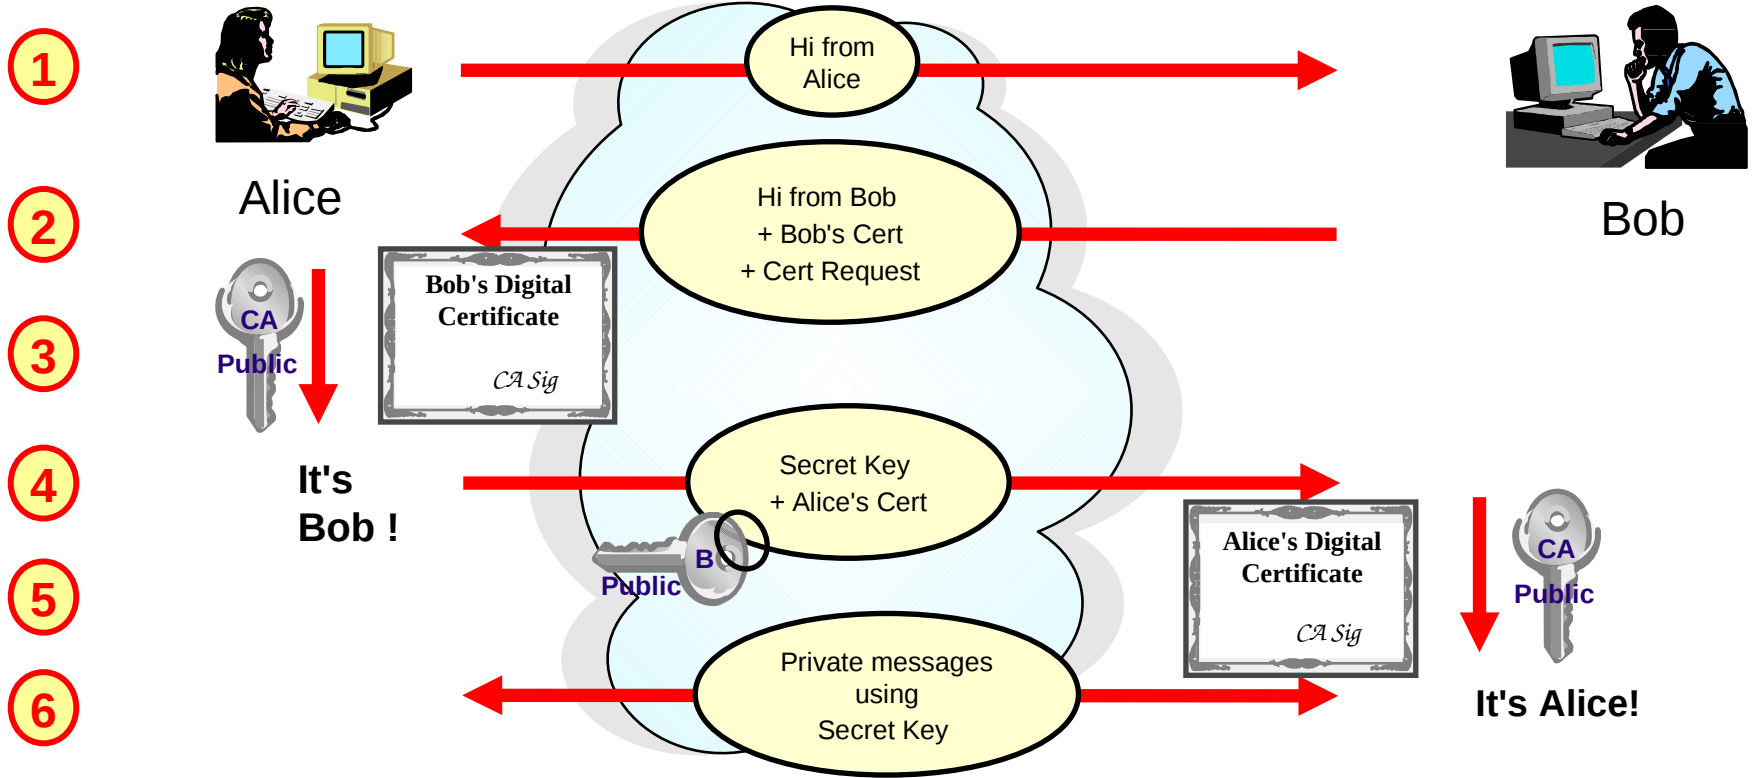 1
Hi from
Alice
Alice
Bob
2
Hi from Bob
+ Bob's Cert
+ Cert Request
Bob's Digital
Certificate
CA Sig
CA
Public
3
4
It's
Bob !
Secret Key
+ Alice's Cert
B
Public
Alice's Digital
Certificate
CA Sig
CA
Public
5
6
Private messages
using
Secret Key
It's Alice!